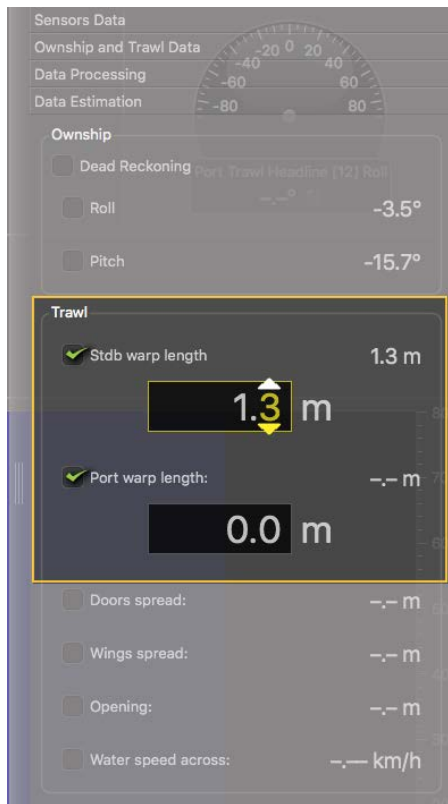 Sensors Data
Ownship and Trawl Data
Data Processing
Data Estimation
-80 -60 -40 -20 0 20 40 60 80
Port Trawl Headline [12] Roll
–.–°
Ownship
Dead Reckoning
Roll -3.5°
Pitch -15.7°
Trawl
Stdb warp length 1.3 m
1.3 m
Port warp length: –.– m
0.0 m
Doors spread: –.– m
Wings spread: –.– m
Opening: –.– m
Water speed across: –.–– km/h